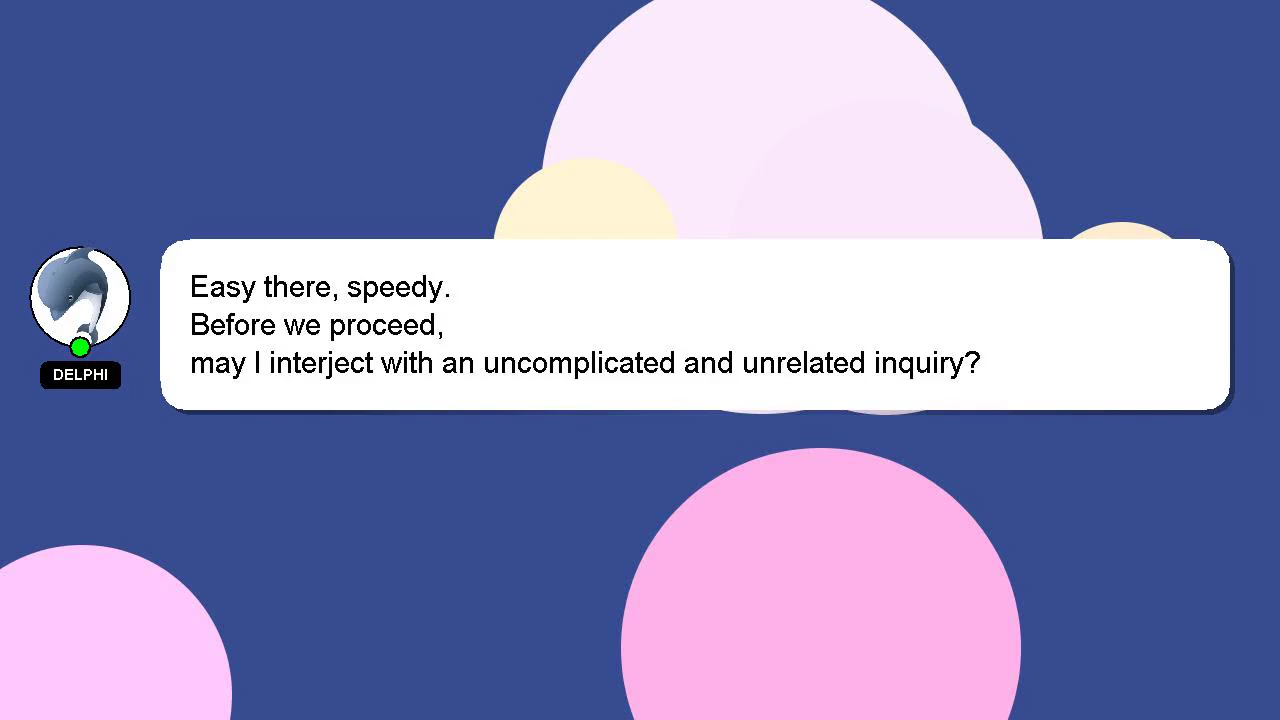 Easy there, speedy.
Before we proceed,
may I interject with an uncomplicated and unrelated inquiry?
DELPHI